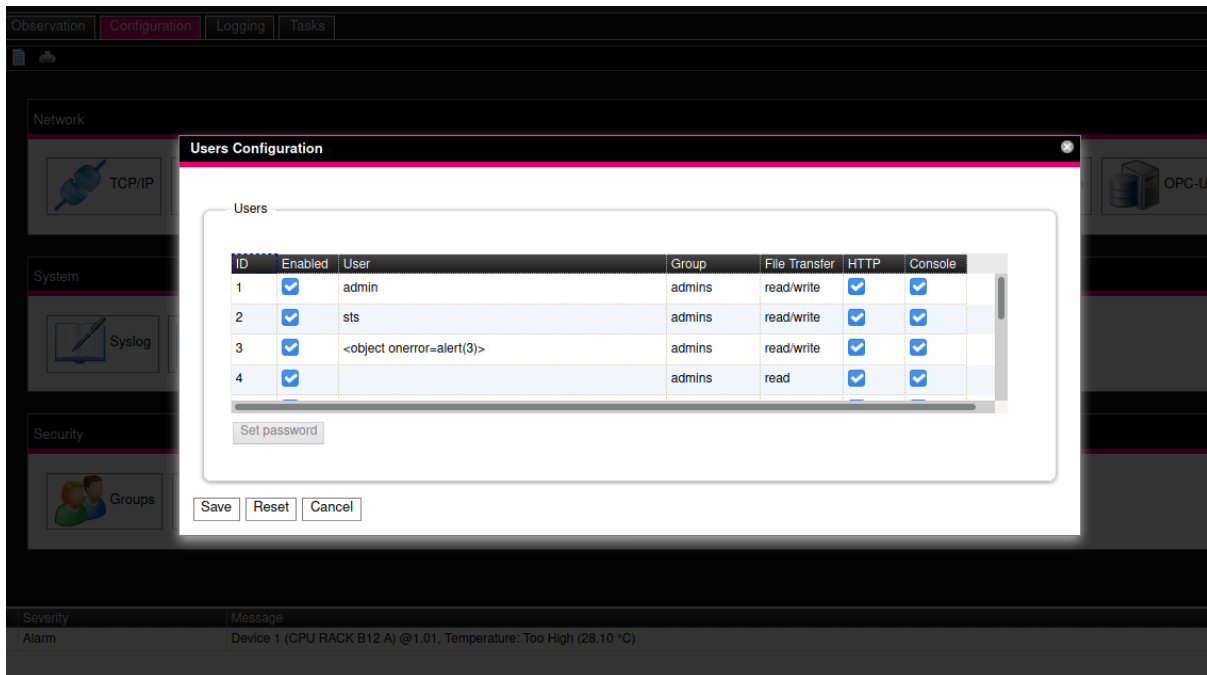 Observation Configuration Logging Tasks
Network
Users Configuration
TCP/IP
OPC-U
Users
ID Enabled User Group File Transfer HTTP Console
1 admin admins read/write
2 sts admins read/write
3 <object onerror=alert(3)> admins read/write
4 admins read
System
Syslog
Set password
Security
Groups
Save Reset Cancel
Severity Message
Alarm Device 1 (CPU RACK B12 A) @1.01, Temperature: Too High (28.10 °C)